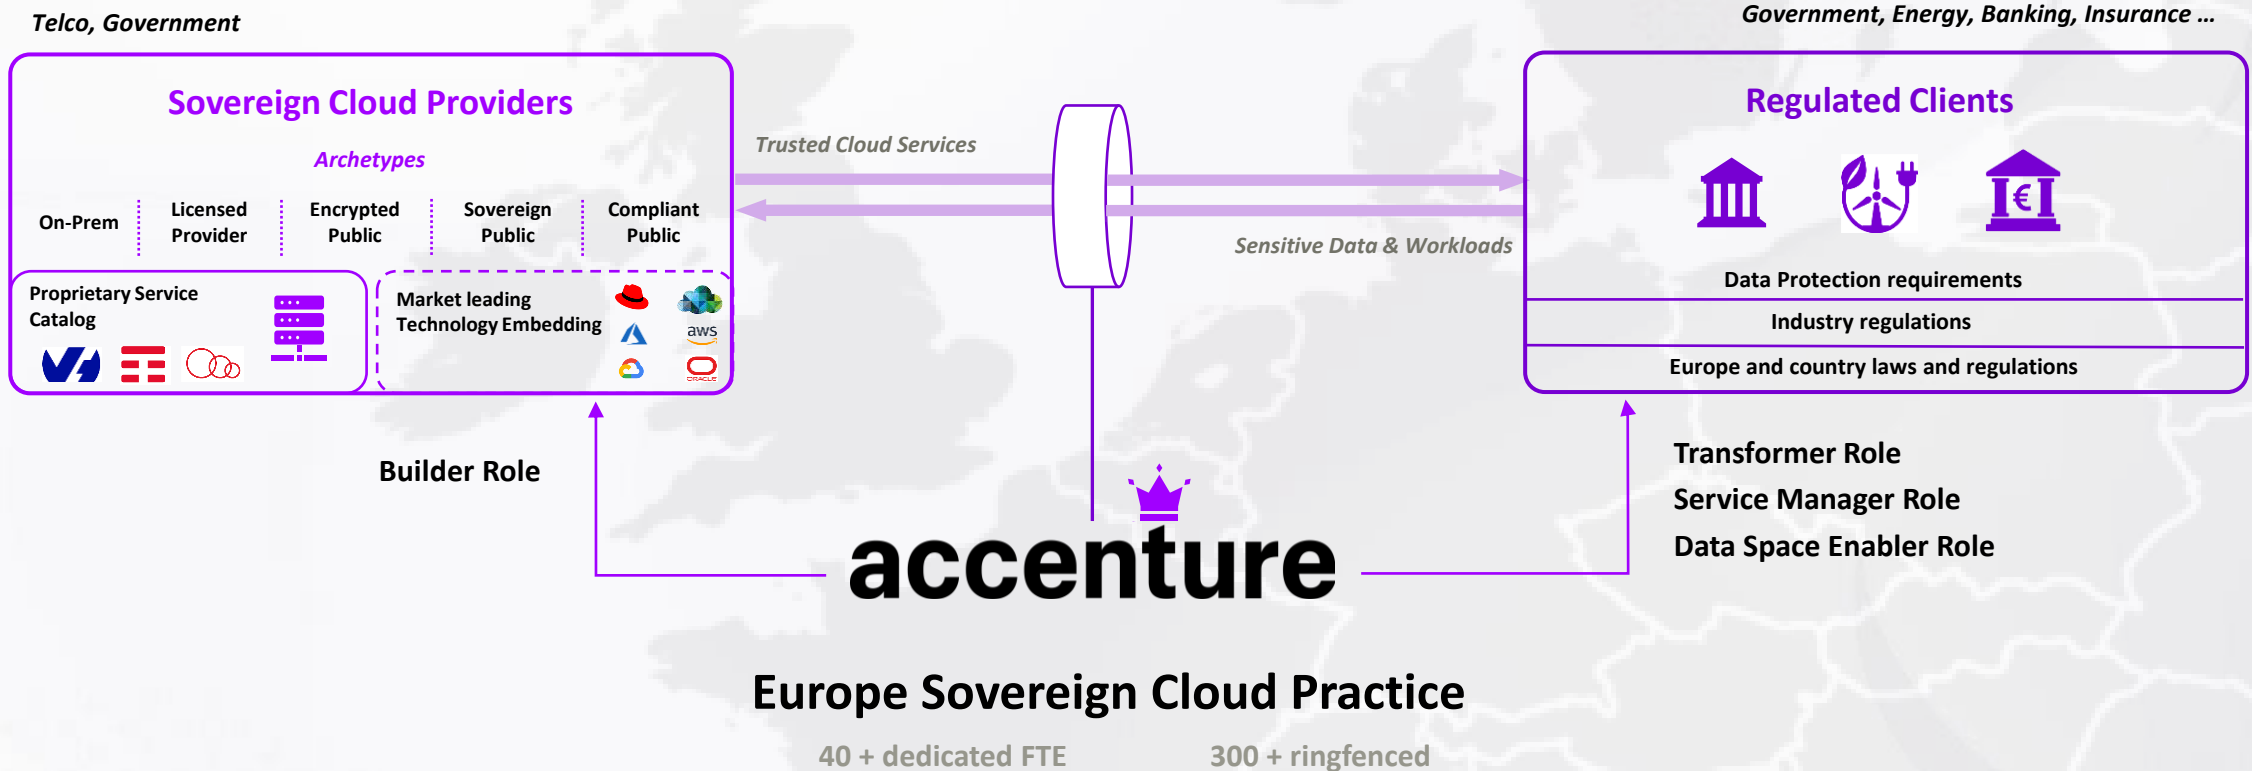 Telco, Government
Government, Energy, Banking, Insurance ...
Sovereign Cloud Providers
Archetypes
On-Prem
Licensed
Provider
Encrypted
Public
Sovereign
Public
Compliant
Public
Proprietary Service
Catalog
Market leading
Technology Embedding
aws
ORACLE
Trusted Cloud Services
Sensitive Data & Workloads
Regulated Clients
€
Data Protection requirements
Industry regulations
Europe and country laws and regulations
Builder Role
Transformer Role
Service Manager Role
Data Space Enabler Role
accenture
Europe Sovereign Cloud Practice
40 + dedicated FTE
300 + ringfenced